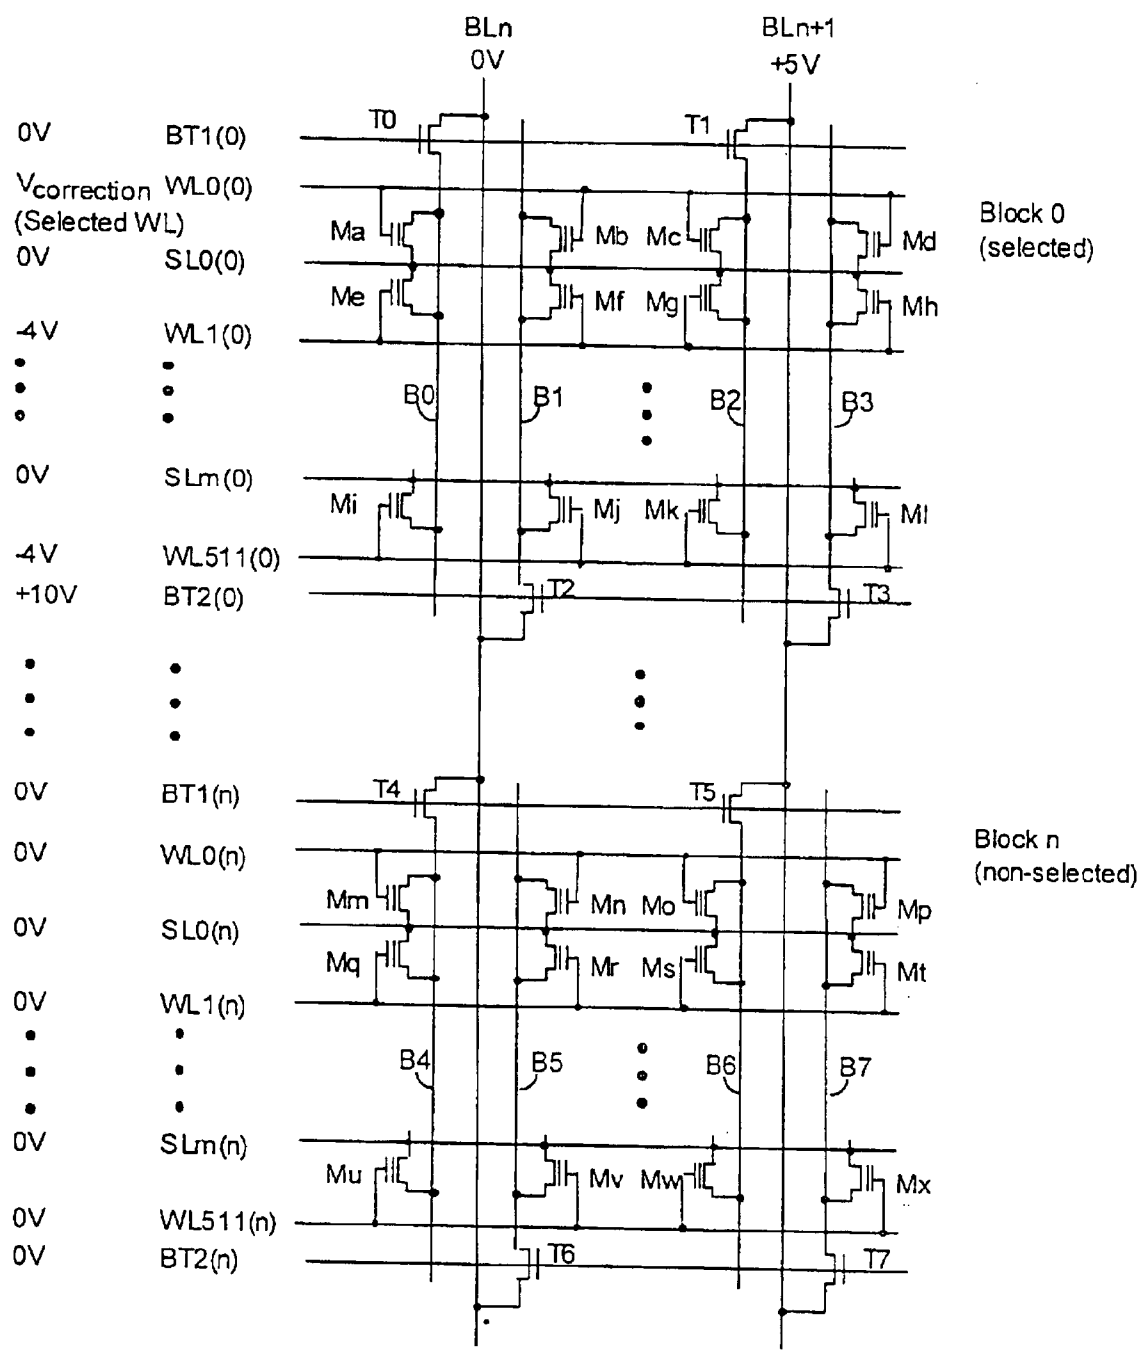 BLn BLn+1
0V +5V
0V BT1(0) T0 T1
Vcorrection WL0(0) Block 0
(Selected WL) Ma Mb Mc Md (selected)
0V SL0(0)
Me Mf Mg Mh
-4V WL1(0)
B0 B1 B2 B3
0V SLm(0)
Mi Mj Mk Ml
-4V WL511(0)
+10V BT2(0) T2 T3
0V BT1(n) T4 T5
0V WL0(n) Block n
Mm Mn Mo Mp (non-selected)
0V SL0(n)
Mq Mr Ms Mt
0V WL1(n)
B4 B5 B6 B7
0V SLm(n)
Mu Mv Mw Mx
0V WL511(n)
0V BT2(n) T6 T7